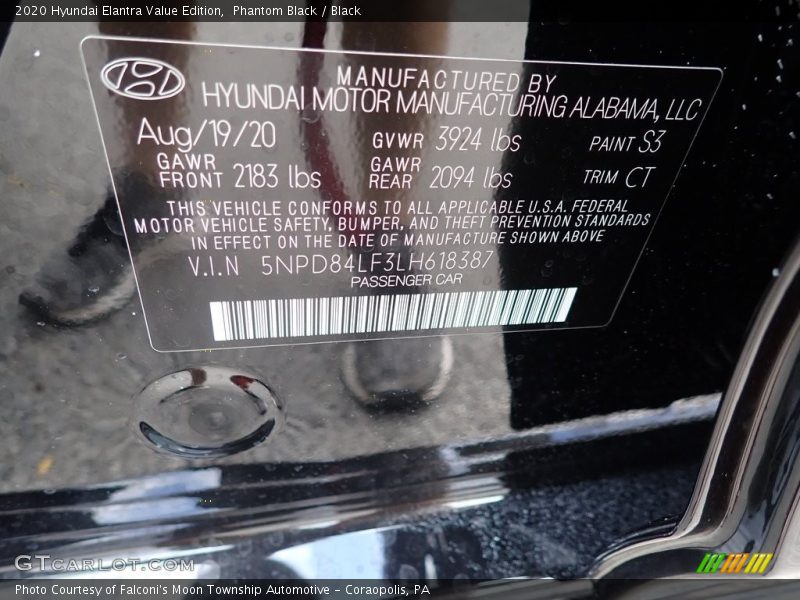 2020 Hyundai Elantra Value Edition,  Phantom Black / Black
MANUFACTURED BY
HYUNDAI MOTOR MANUFACTURING ALABAMA, LLC
Aug/19/20 GVWR 3924 lbs PAINT S3
GAWR FRONT 2183 lbs GAWR REAR 2094 lbs TRIM CT
THIS VEHICLE CONFORMS TO ALL APPLICABLE U.S.A. FEDERAL
MOTOR VEHICLE SAFETY, BUMPER, AND THEFT PREVENTION STANDARDS
IN EFFECT ON THE DATE OF MANUFACTURE SHOWN ABOVE
V.I.N 5NPD84LF3LH618387
PASSENGER CAR
GTCARLOT.COM
Photo Courtesy of Falconi's Moon Township Automotive - Coraopolis, PA